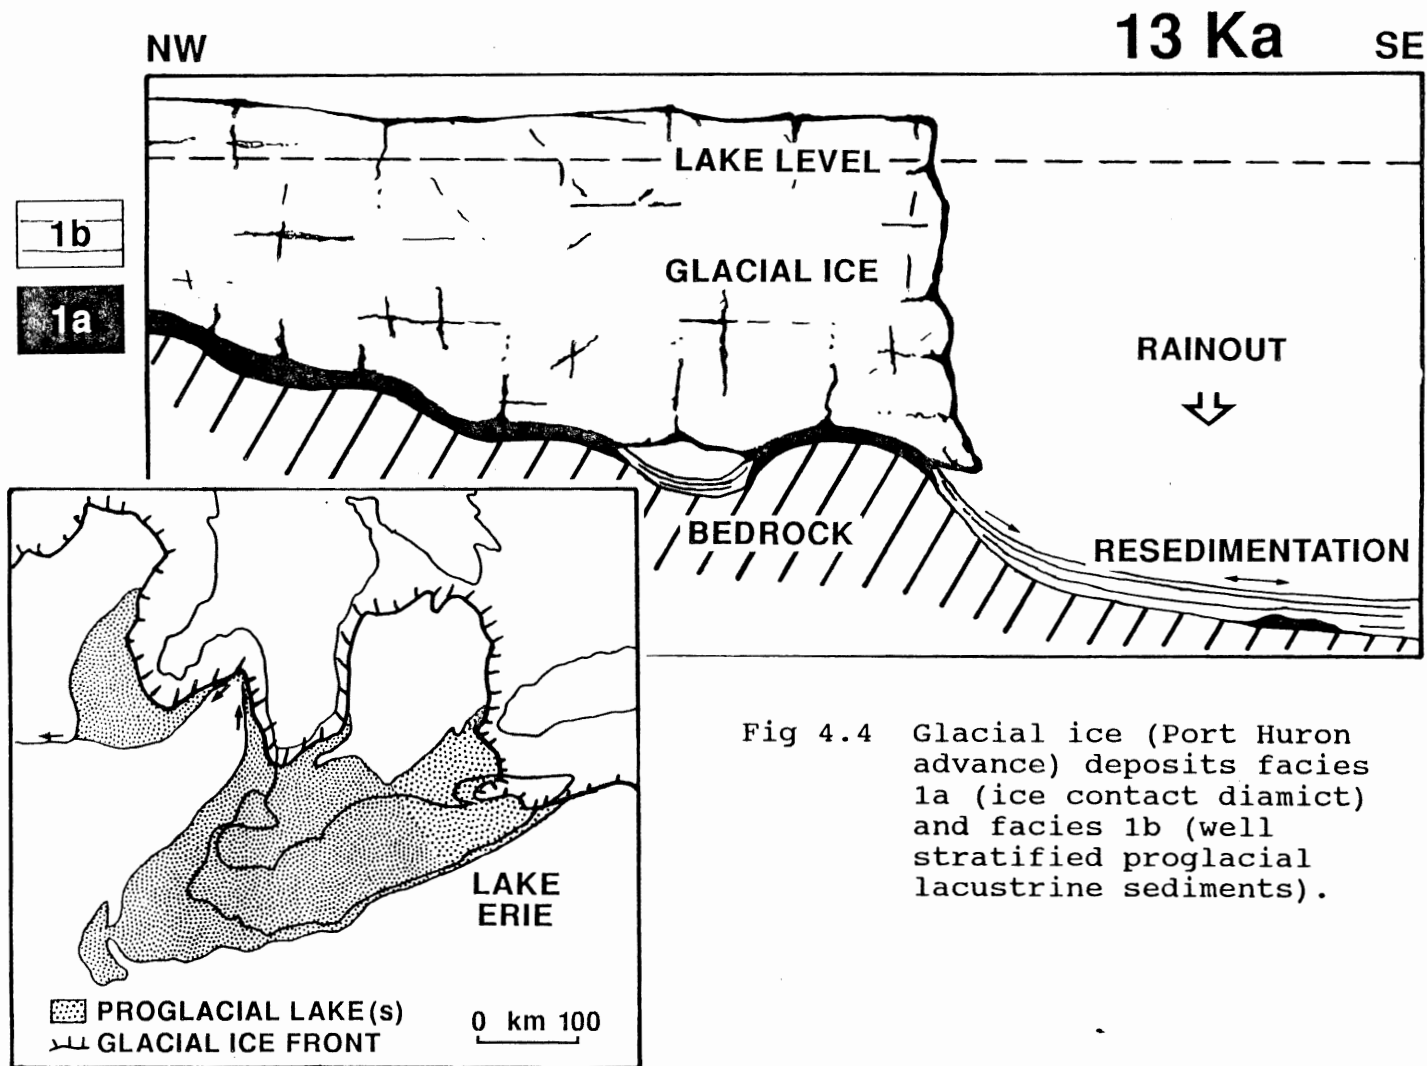 13 Ka
NW
SE
LAKE LEVEL
1b
GLACIAL ICE
1a
RAINOUT
BEDROCK
RESEDIMENTATION
LAKE
ERIE
PROGLACIAL LAKE(s)
GLACIAL ICE FRONT
0 km 100
Fig 4.4 Glacial ice (Port Huron
advance) deposits facies
1a (ice contact diamict)
and facies 1b (well
stratified proglacial
lacustrine sediments).